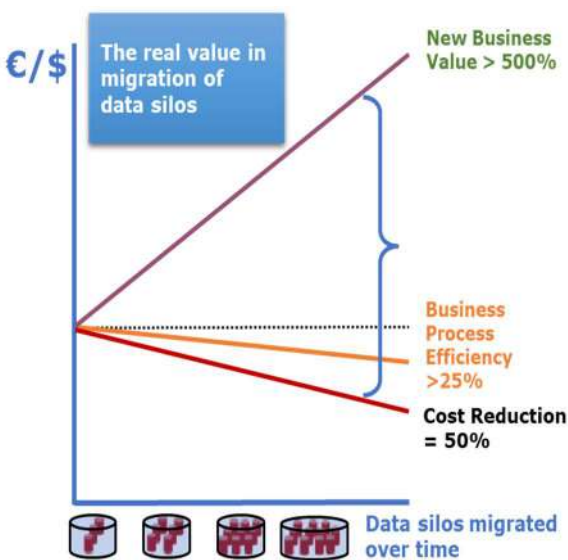 €/$
The real value in
migration of
data silos
New Business
Value > 500%
Business
Process
Efficiency
>25%
Cost Reduction
= 50%
Data silos migrated
over time